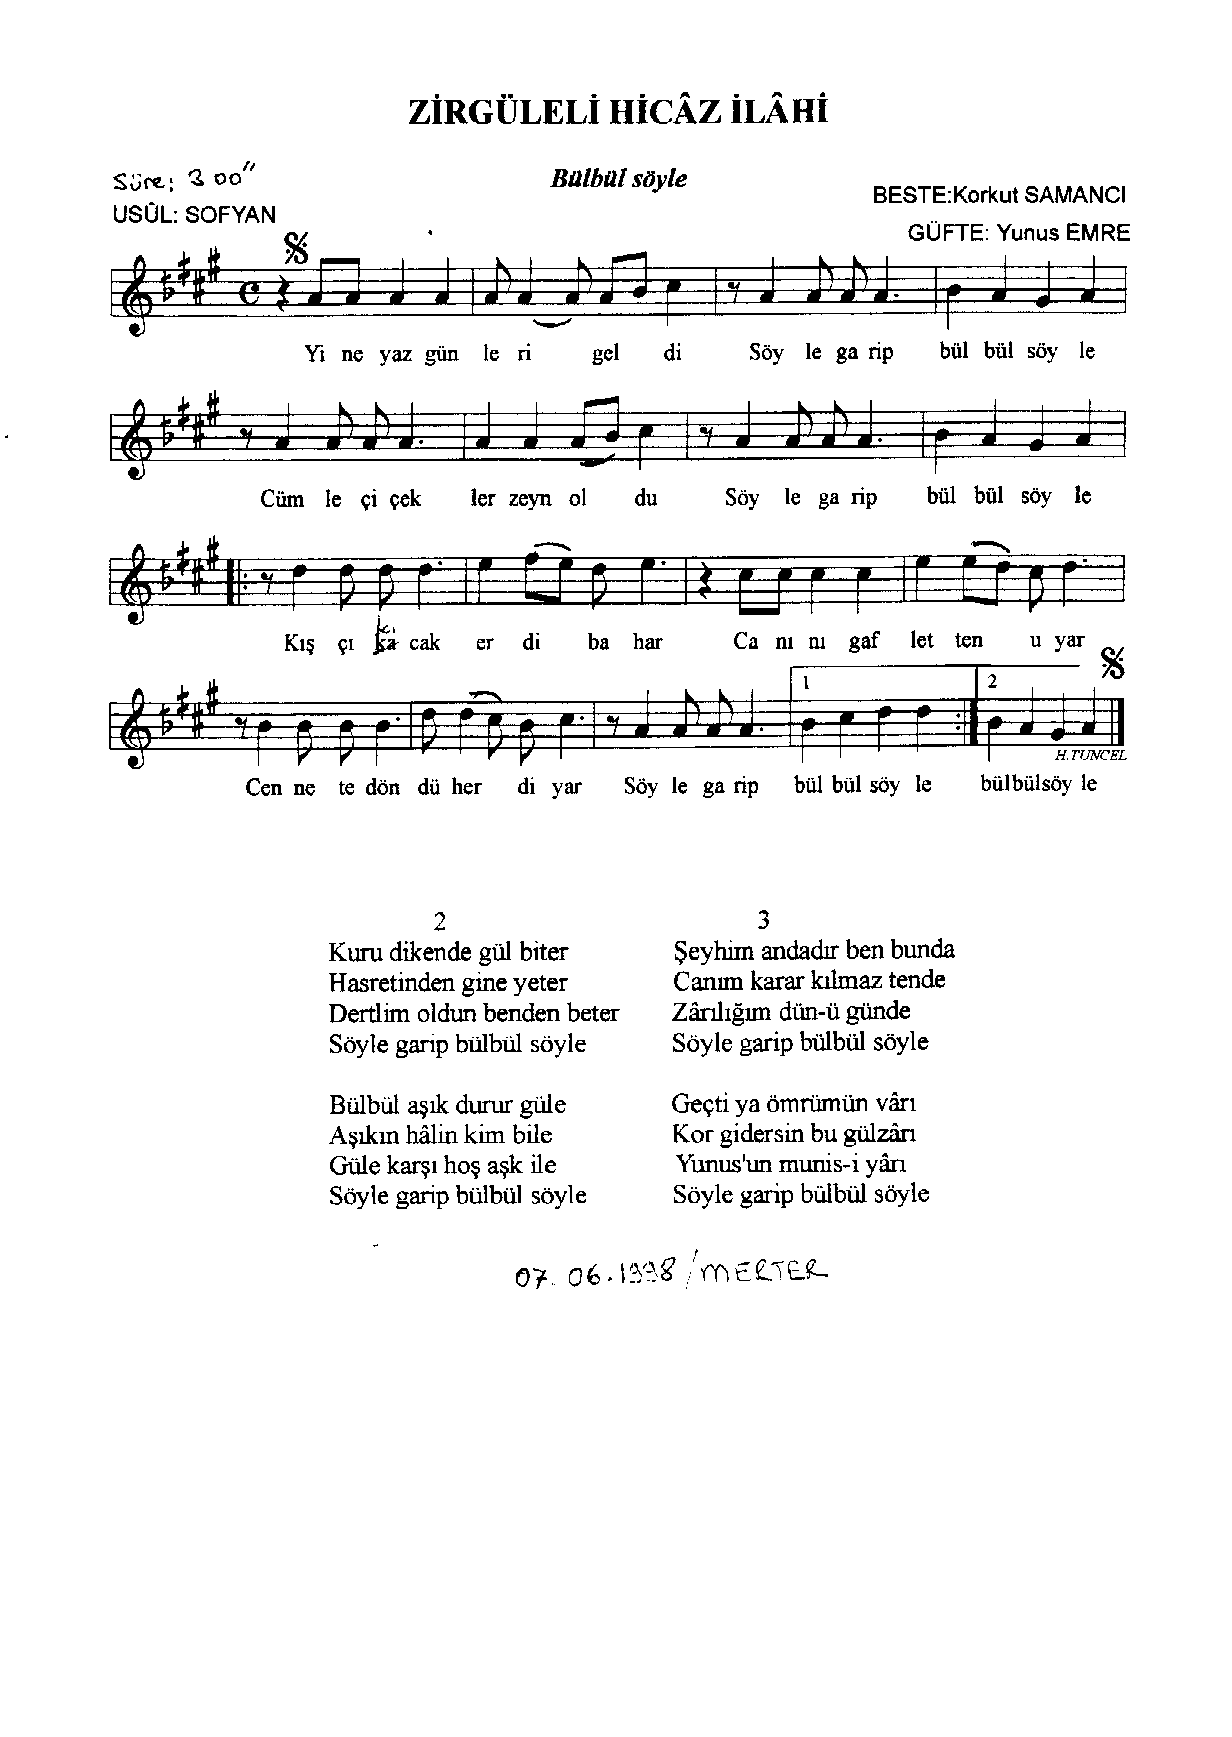 ZİRGÜLELİ HİCÂZ İLÂHİ
Süre: 3 00"
Bülbül söyle
BESTE:Korkut SAMANCI
USÛL: SOFYAN
GÜFTE: Yunus EMRE
Yi ne yaz gün le ri gel di Söy le ga rip bül bül söy le
Cüm le çi çek ler zeyn ol du Söy le ga rip bül bül söy le
Kış çı ka cak er di ba har Ca nı nı gaf let ten u yar
1 2
H.TUNCEL
Cen ne te dön dü her di yar Söy le ga rip bül bül söy le bülbülsöy le
2
Kuru dikende gül biter
Hasretinden gine yeter
Dertlim oldun benden beter
Söyle garip bülbül söyle
Bülbül aşık durur güle
Aşıkın hâlin kim bile
Güle karşı hoş aşk ile
Söyle garip bülbül söyle
3
Şeyhim andadır ben bunda
Canım karar kılmaz tende
Zârılığım dün-ü günde
Söyle garip bülbül söyle
Geçti ya ömrümün vârı
Kor gidersin bu gülzârı
Yunus'un munis-i yârı
Söyle garip bülbül söyle
07. 06.1998/MERTER